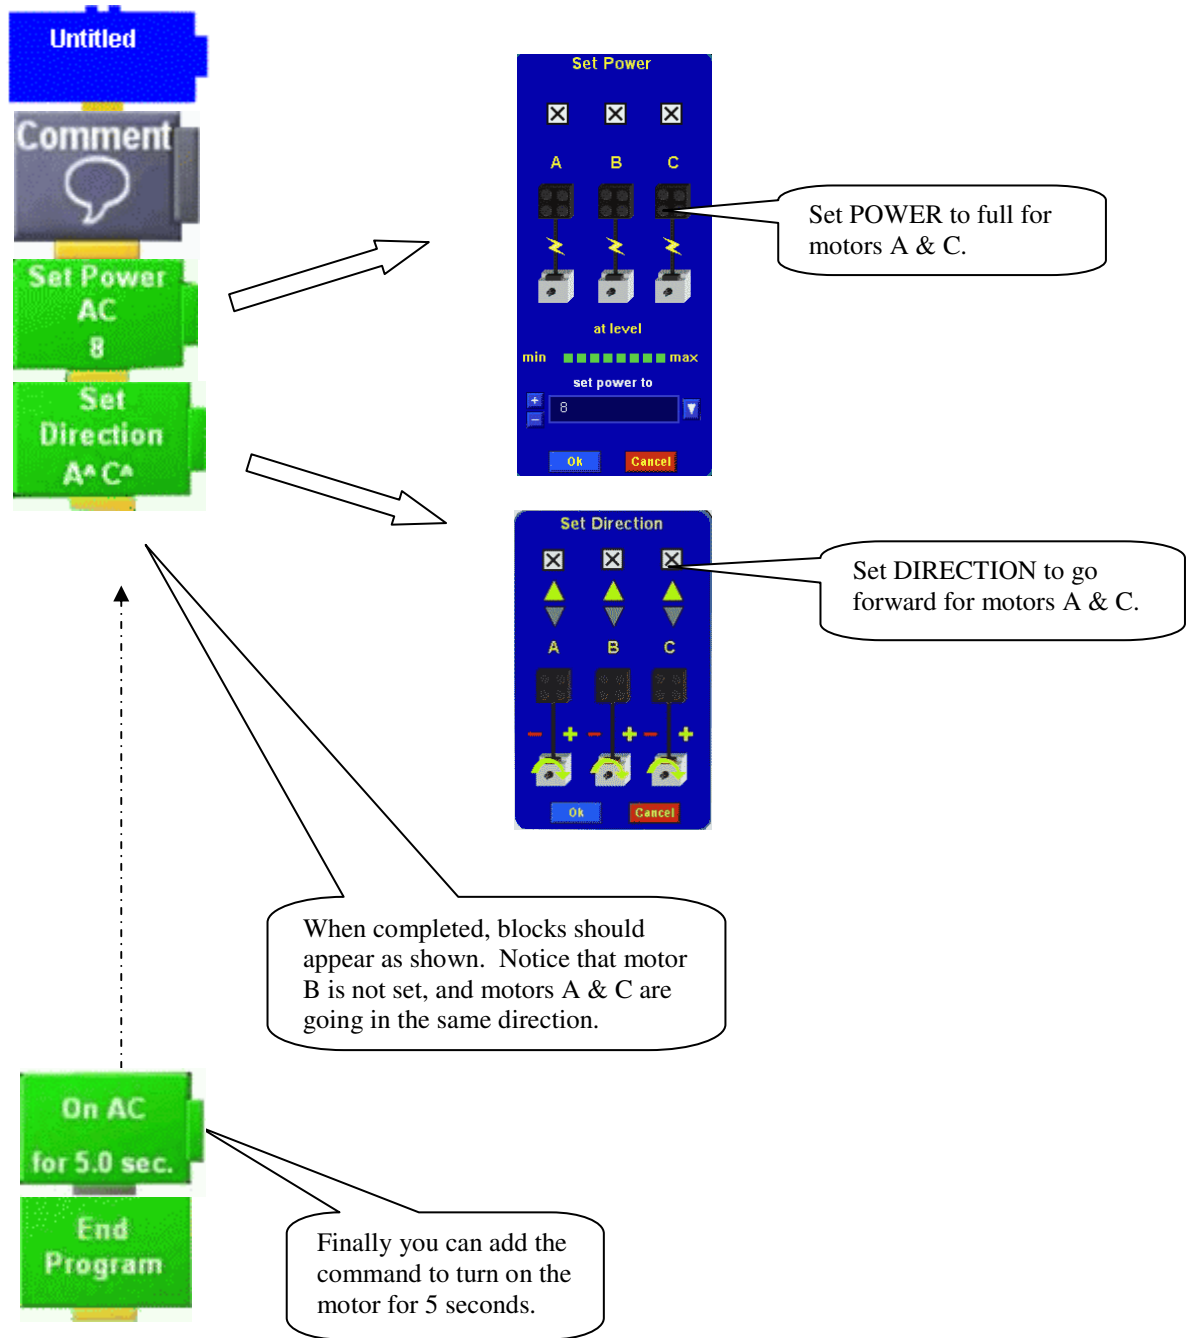 Untitled
Comment
Set Power
AC
8
Set
Direction
A^ C^
Set Power
A B C
at level
min max
set power to
+
8
−
Ok Cancel
Set POWER to full for
motors A & C.
Set Direction
A B C
− + − + − +
Ok Cancel
Set DIRECTION to go
forward for motors A & C.
When completed, blocks should
appear as shown. Notice that motor
B is not set, and motors A & C are
going in the same direction.
On AC
for 5.0 sec.
End
Program
Finally you can add the
command to turn on the
motor for 5 seconds.